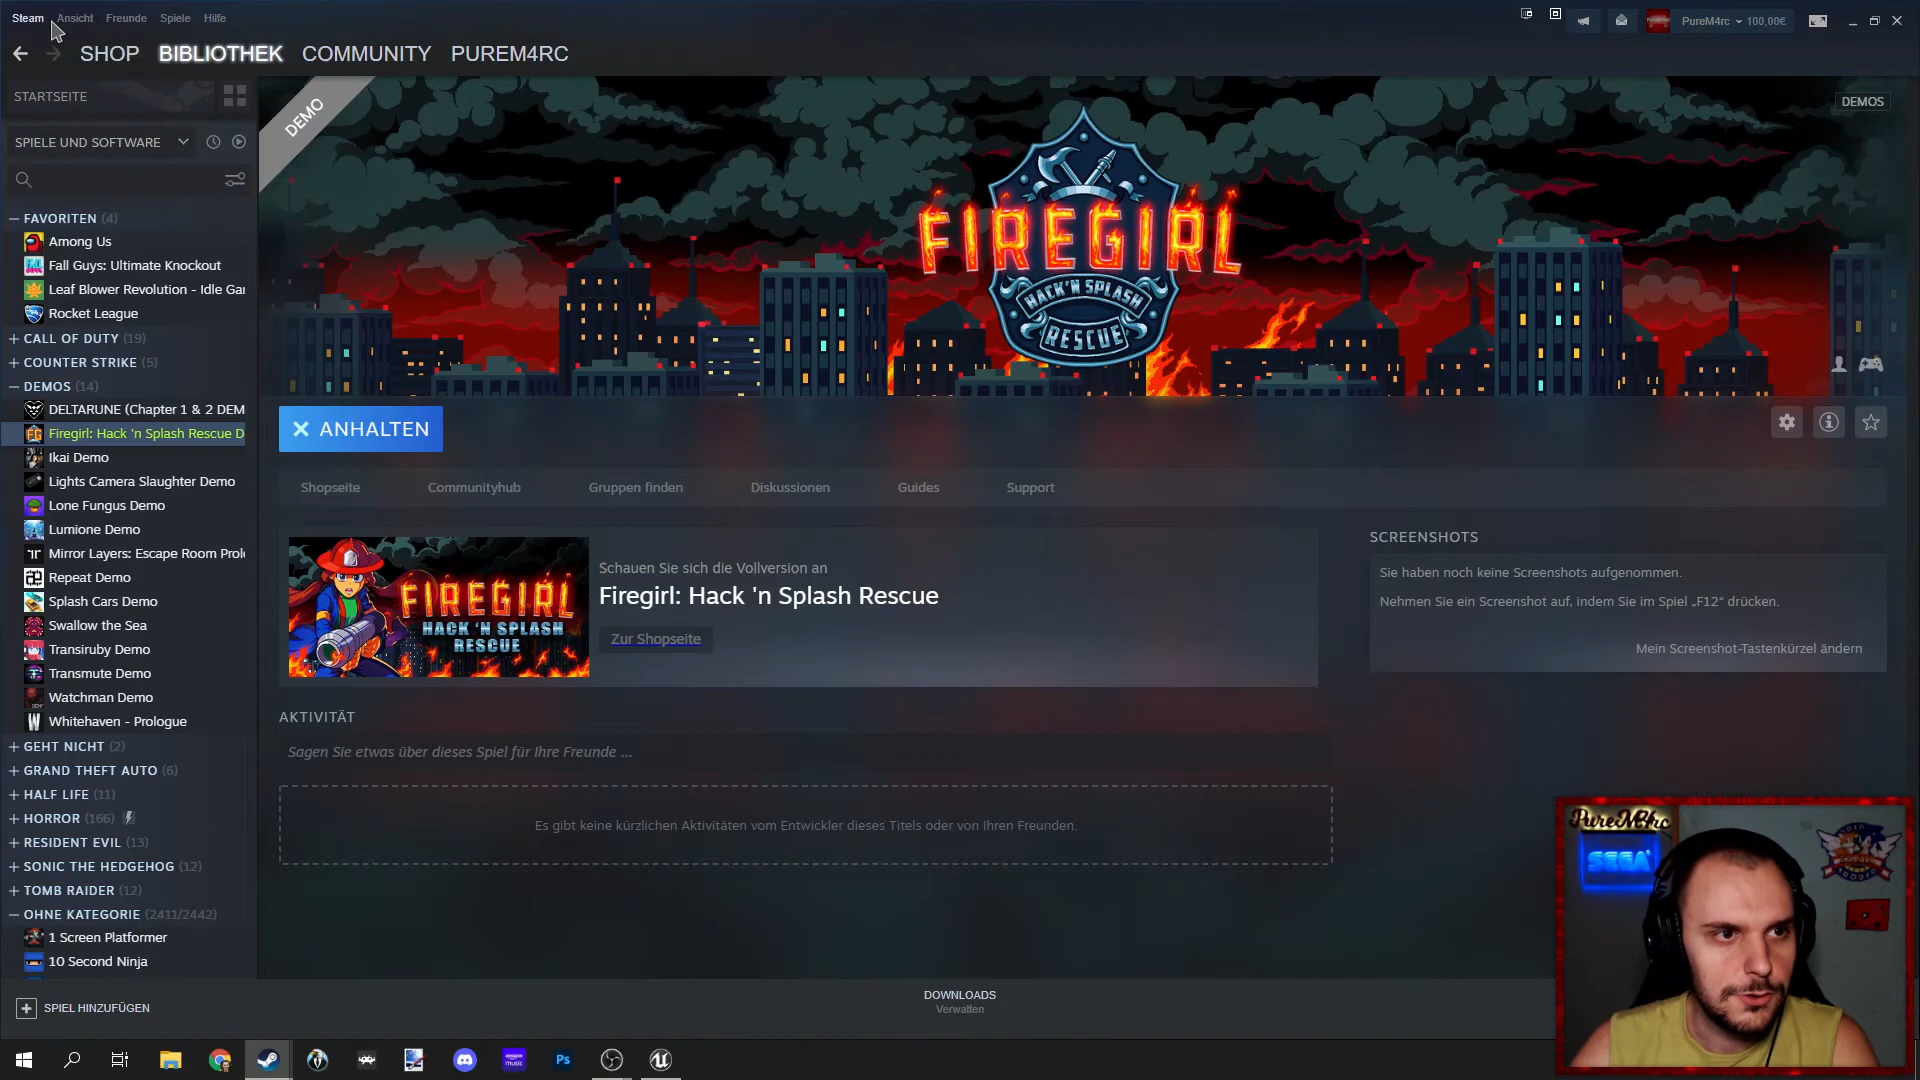 Steam Ansicht Freunde Spiele Hilfe
PureM4rc 100,00€
SHOP BIBLIOTHEK COMMUNITY PUREM4RC
STARTSEITE
SPIELE UND SOFTWARE
FAVORITEN (4)
Among Us
Fall Guys: Ultimate Knockout
Leaf Blower Revolution - Idle Gar
Rocket League
CALL OF DUTY (19)
COUNTER STRIKE (5)
DEMOS (14)
DELTARUNE (Chapter 1 & 2 DEM
Firegirl: Hack 'n Splash Rescue D
Ikai Demo
Lights Camera Slaughter Demo
Lone Fungus Demo
Lumione Demo
Mirror Layers: Escape Room Prol
Repeat Demo
Splash Cars Demo
Swallow the Sea
Transiruby Demo
Transmute Demo
Watchman Demo
Whitehaven - Prologue
GEHT NICHT (2)
GRAND THEFT AUTO (6)
HALF LIFE (11)
HORROR (166)
RESIDENT EVIL (13)
SONIC THE HEDGEHOG (12)
TOMB RAIDER (12)
OHNE KATEGORIE (2411/2442)
1 Screen Platformer
10 Second Ninja
SPIEL HINZUFÜGEN
DEMO
DEMOS
FIREGIRL
HACK'N SPLASH
RESCUE
ANHALTEN
Shopseite Communityhub Gruppen finden Diskussionen Guides Support
FIREGIRL
HACK 'N SPLASH
RESCUE
Schauen Sie sich die Vollversion an
Firegirl: Hack 'n Splash Rescue
Zur Shopseite
SCREENSHOTS
Sie haben noch keine Screenshots aufgenommen.
Nehmen Sie ein Screenshot auf, indem Sie im Spiel „F12“ drücken.
Mein Screenshot-Tastenkürzel ändern
AKTIVITÄT
Sagen Sie etwas über dieses Spiel für Ihre Freunde ...
Es gibt keine kürzlichen Aktivitäten vom Entwickler dieses Titels oder von Ihren Freunden.
DOWNLOADS
Verwalten
PureM4rc
SEGA
amazon
music
Ps